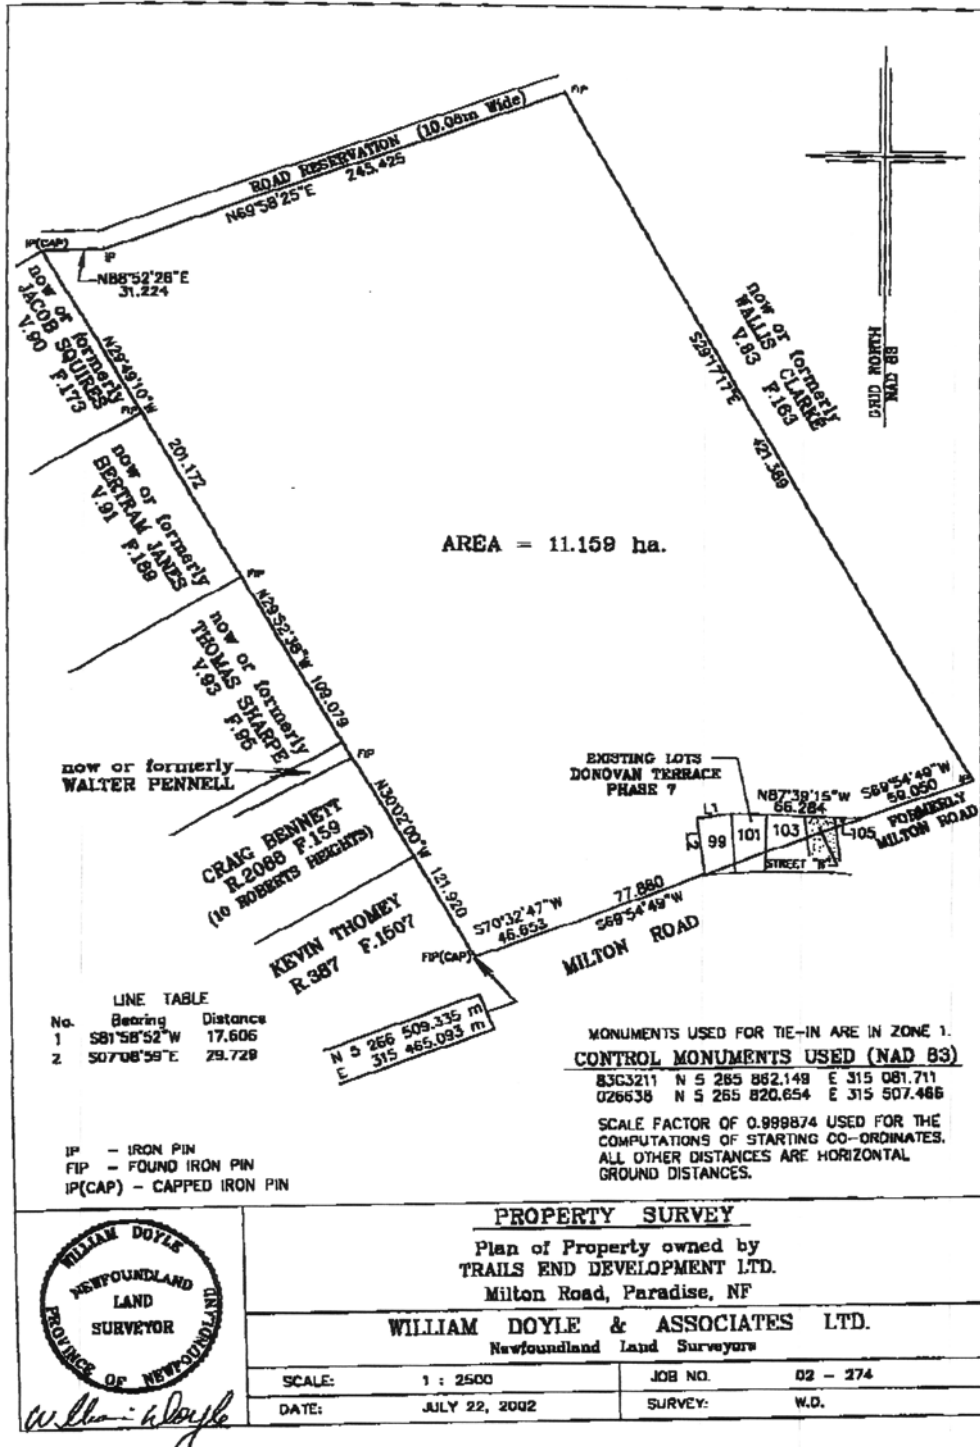 ROAD RESERVATION (10.08m Wide)
N69°58'25"E 245.425
FIP
IP(CAP)
IP
N88°52'28"E
31.224
now or formerly
JACOB SQUIRES
V.90 F.173
N29°49'10"W
201.172
FIP
now or formerly
BERTRAM JANES
V.91 F.189
FIP
N29°52'38"W 109.079
now or formerly
THOMAS SHARPE
V.93 F.95
now or formerly
WALTER PENNELL
FIP
N30°02'00"W 121.920
CRAIG BENNETT
R.2088 F.159
(10 ROBERTS HEIGHTS)
KEVIN THOMEY
R.387 F.1507
FIP(CAP)
N 5 266 509.335 m
E 315 465.093 m
AREA = 11.159 ha.
now or formerly
WALLIS CLARKE
V.83 F.163
S29°17'17"E
421.389
GRID NORTH
NAD 83
EXISTING LOTS
DONOVAN TERRACE
PHASE 7
N87°39'15"W
66.284
S69°54'49"W
59.050
FORMERLY
MILTON ROAD
L1
L2
99
101
103
105
STREET "B"
S70°32'47"W
46.653
77.880
S69°54'49"W
MILTON ROAD
LINE TABLE
No. Bearing Distance
1 S81°58'52"W 17.606
2 S07°08'59"E 29.729
MONUMENTS USED FOR TIE-IN ARE IN ZONE 1.
CONTROL MONUMENTS USED (NAD 83)
83G3211 N 5 265 862.149 E 315 081.711
026638 N 5 265 820.654 E 315 507.466
SCALE FACTOR OF 0.999874 USED FOR THE
COMPUTATIONS OF STARTING CO-ORDINATES.
ALL OTHER DISTANCES ARE HORIZONTAL
GROUND DISTANCES.
IP - IRON PIN
FIP - FOUND IRON PIN
IP(CAP) - CAPPED IRON PIN
WILLIAM DOYLE
NEWFOUNDLAND
LAND
SURVEYOR
PROVINCE OF NEWFOUNDLAND
William Doyle
PROPERTY SURVEY
Plan of Property owned by
TRAILS END DEVELOPMENT LTD.
Milton Road, Paradise, NF
WILLIAM DOYLE & ASSOCIATES LTD.
Newfoundland Land Surveyors
SCALE: 1 : 2500 JOB NO. 02 - 274
DATE: JULY 22, 2002 SURVEY: W.D.